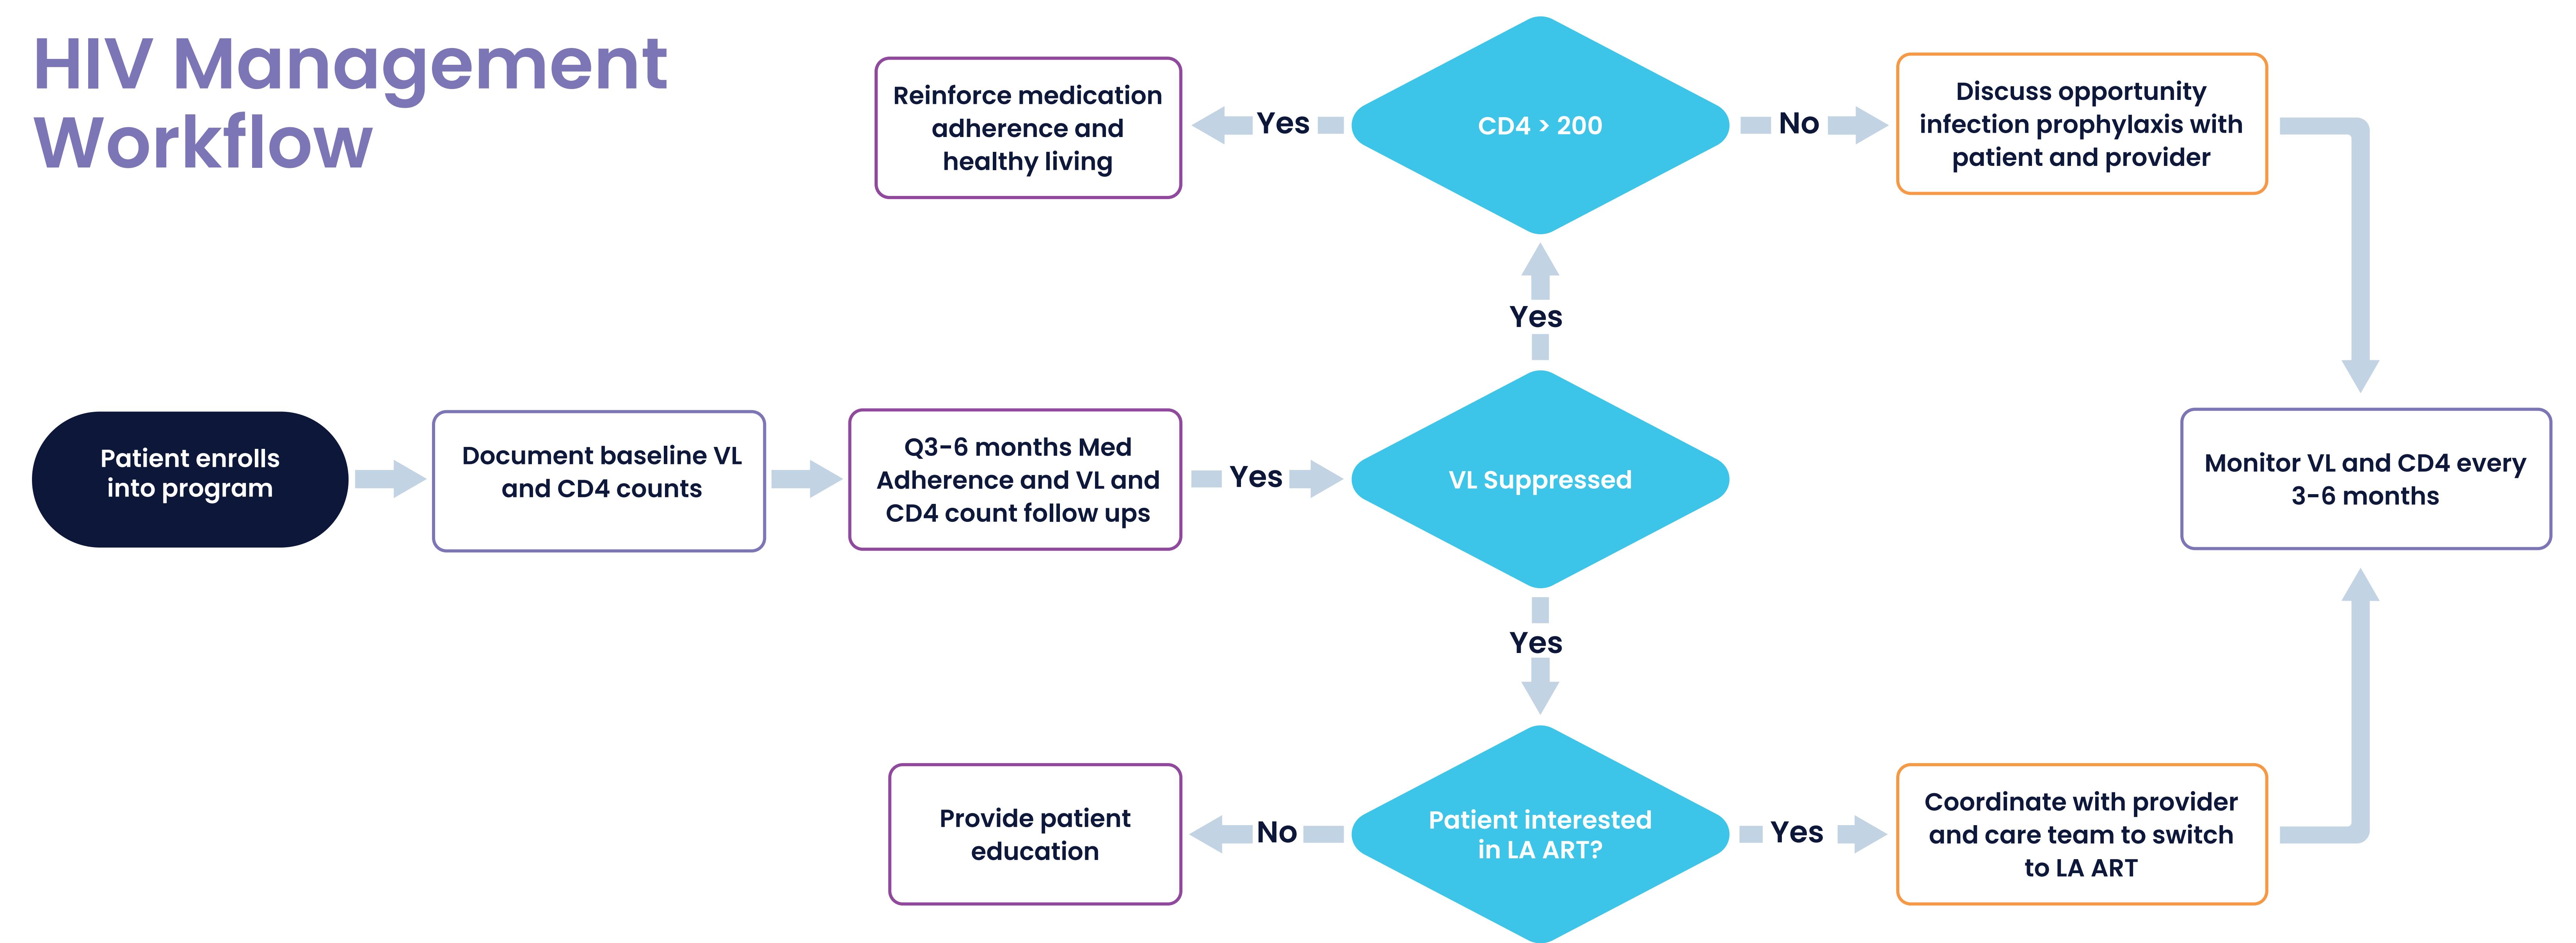 HIV Management
Workflow
Reinforce medication
adherence and
healthy living
Yes
CD4 > 200
No
Discuss opportunity
infection prophylaxis with
patient and provider
Yes
Patient enrolls
into program
Document baseline VL
and CD4 counts
Q3-6 months Med
Adherence and VL and
CD4 count follow ups
Yes
VL Suppressed
Monitor VL and CD4 every
3-6 months
Yes
Provide patient
education
No
Patient interested
in LA ART?
Yes
Coordinate with provider
and care team to switch
to LA ART